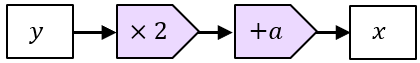 y × 2 +a x